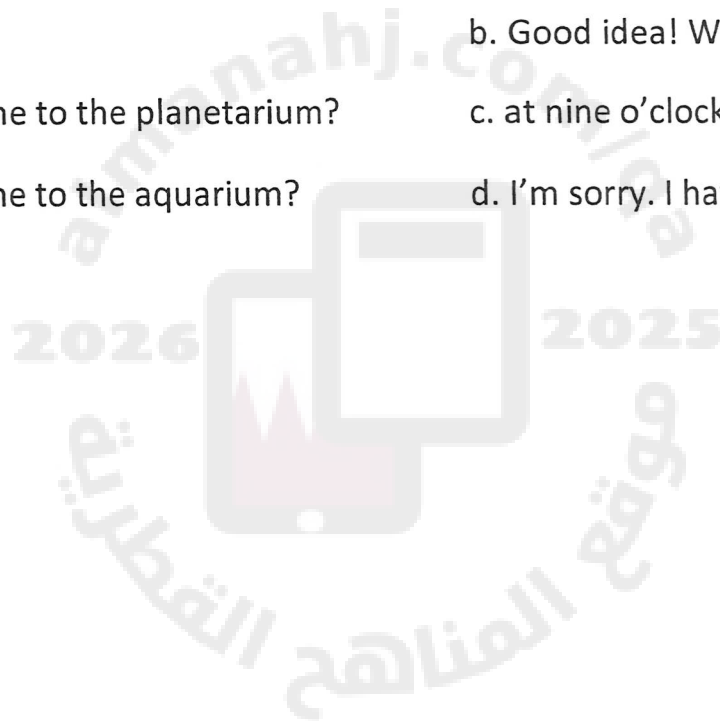 b. Good idea! W
ne to the planetarium?
c. at nine o'clock
ne to the aquarium?
d. I'm sorry. I ha
almanahj.com/qa
2026
2025
موقع المناهج القطرية